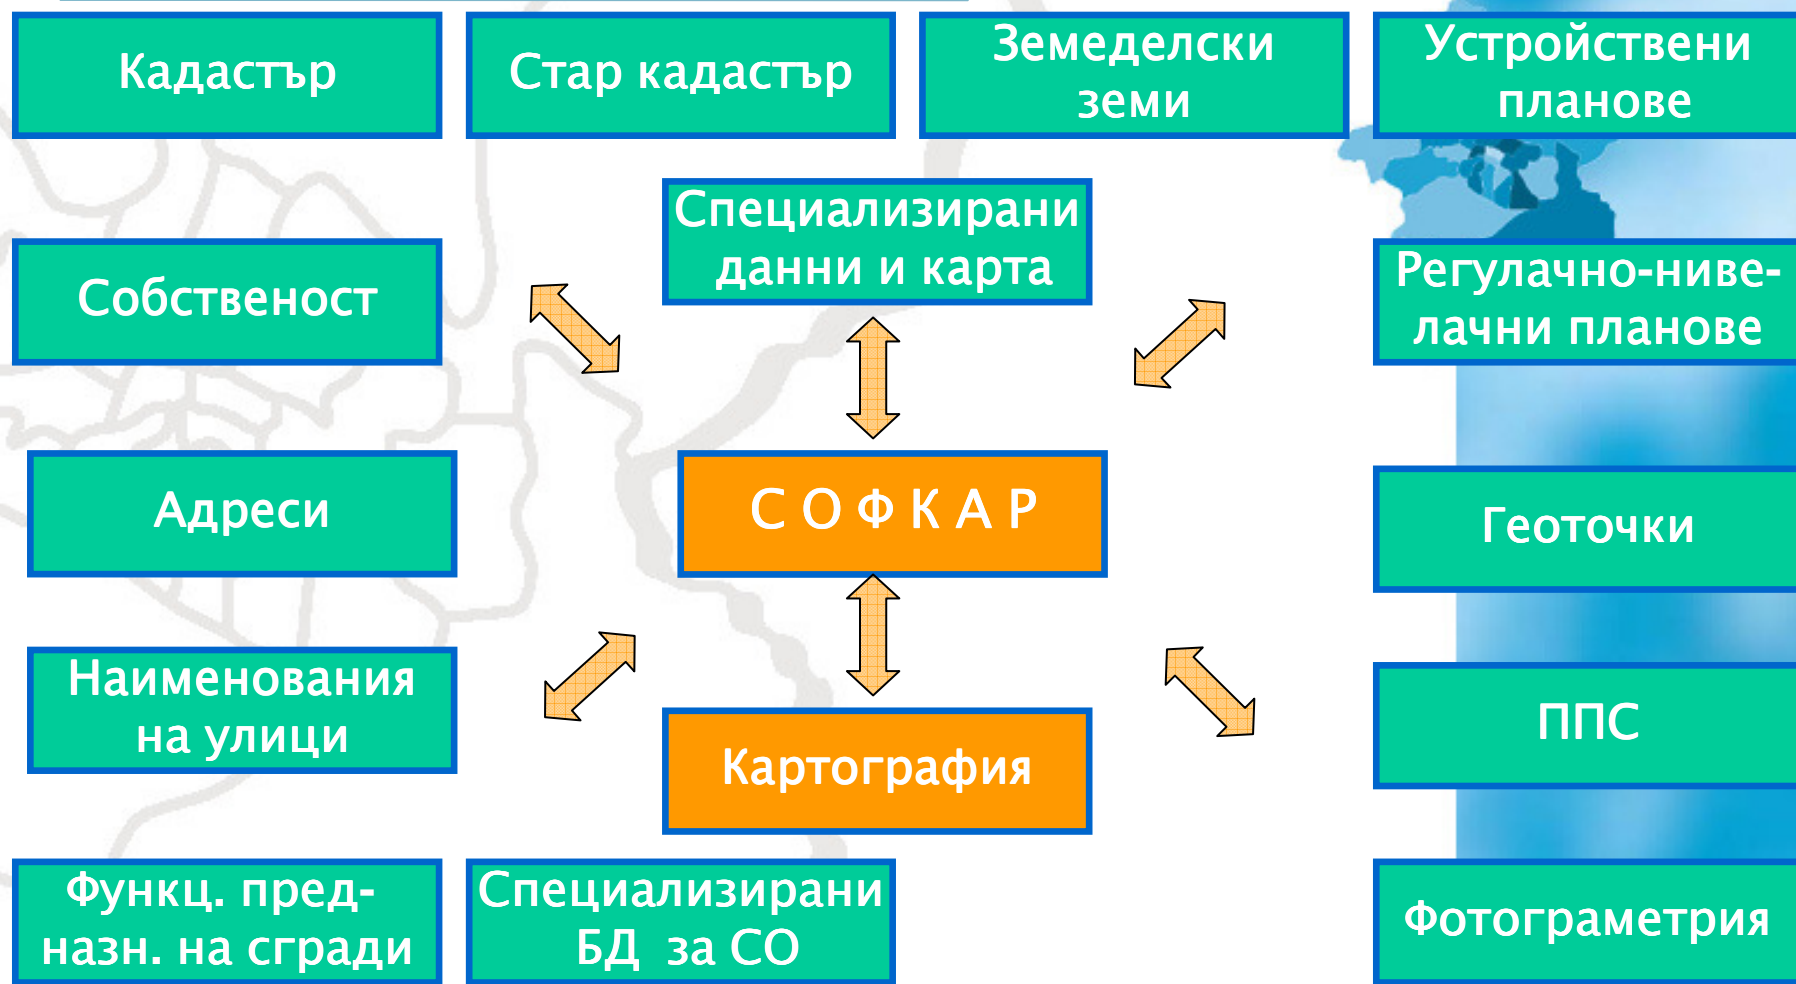 Кадастър
Стар кадастър
Земеделски
земи
Устройствени
планове
Специализирани
данни и карта
Собственост
Регулачно-ниве-
лачни планове
Адреси
С О Ф К А Р
Геоточки
Наименования
на улици
ППС
Картография
Функц. пред-
назн. на сгради
Специализирани
БД за СО
Фотограметрия